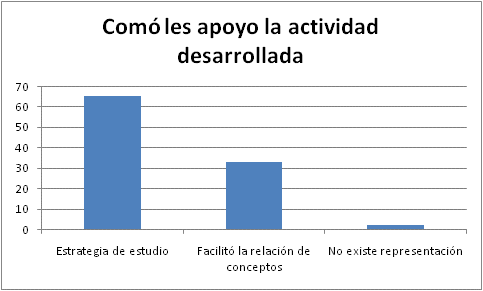 Comó les apoyo la actividad
desarrollada
70
60
50
40
30
20
10
0
Estrategia de estudio
Facilitó la relación de
conceptos
No existe representación